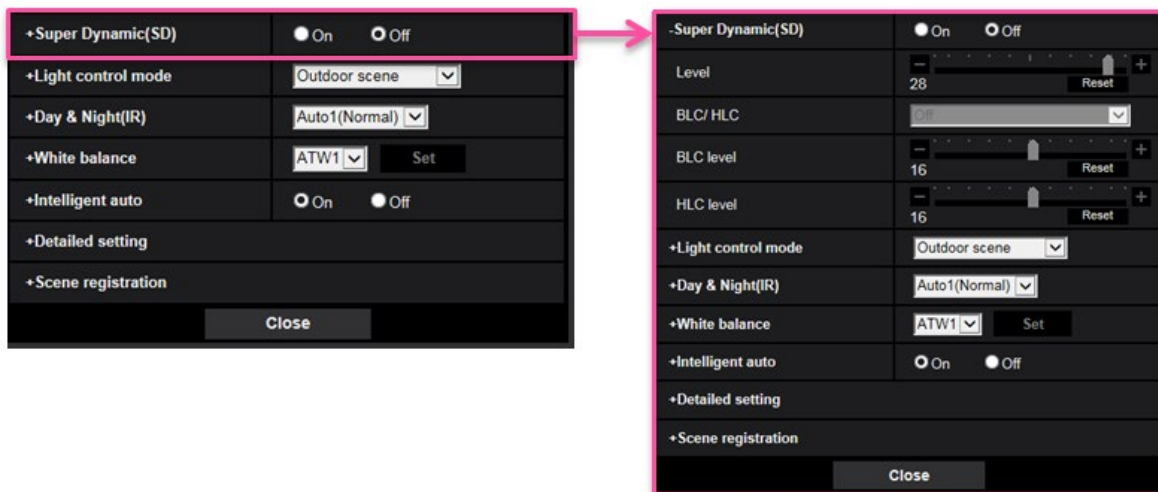 +Super Dynamic(SD) On Off
+Light control mode Outdoor scene
+Day & Night(IR) Auto1(Normal)
+White balance ATW1 Set
+Intelligent auto On Off
+Detailed setting
+Scene registration
Close
-Super Dynamic(SD) On Off
Level 28 Reset
BLC/ HLC Off
BLC level 16 Reset
HLC level 16 Reset
+Light control mode Outdoor scene
+Day & Night(IR) Auto1(Normal)
+White balance ATW1 Set
+Intelligent auto On Off
+Detailed setting
+Scene registration
Close